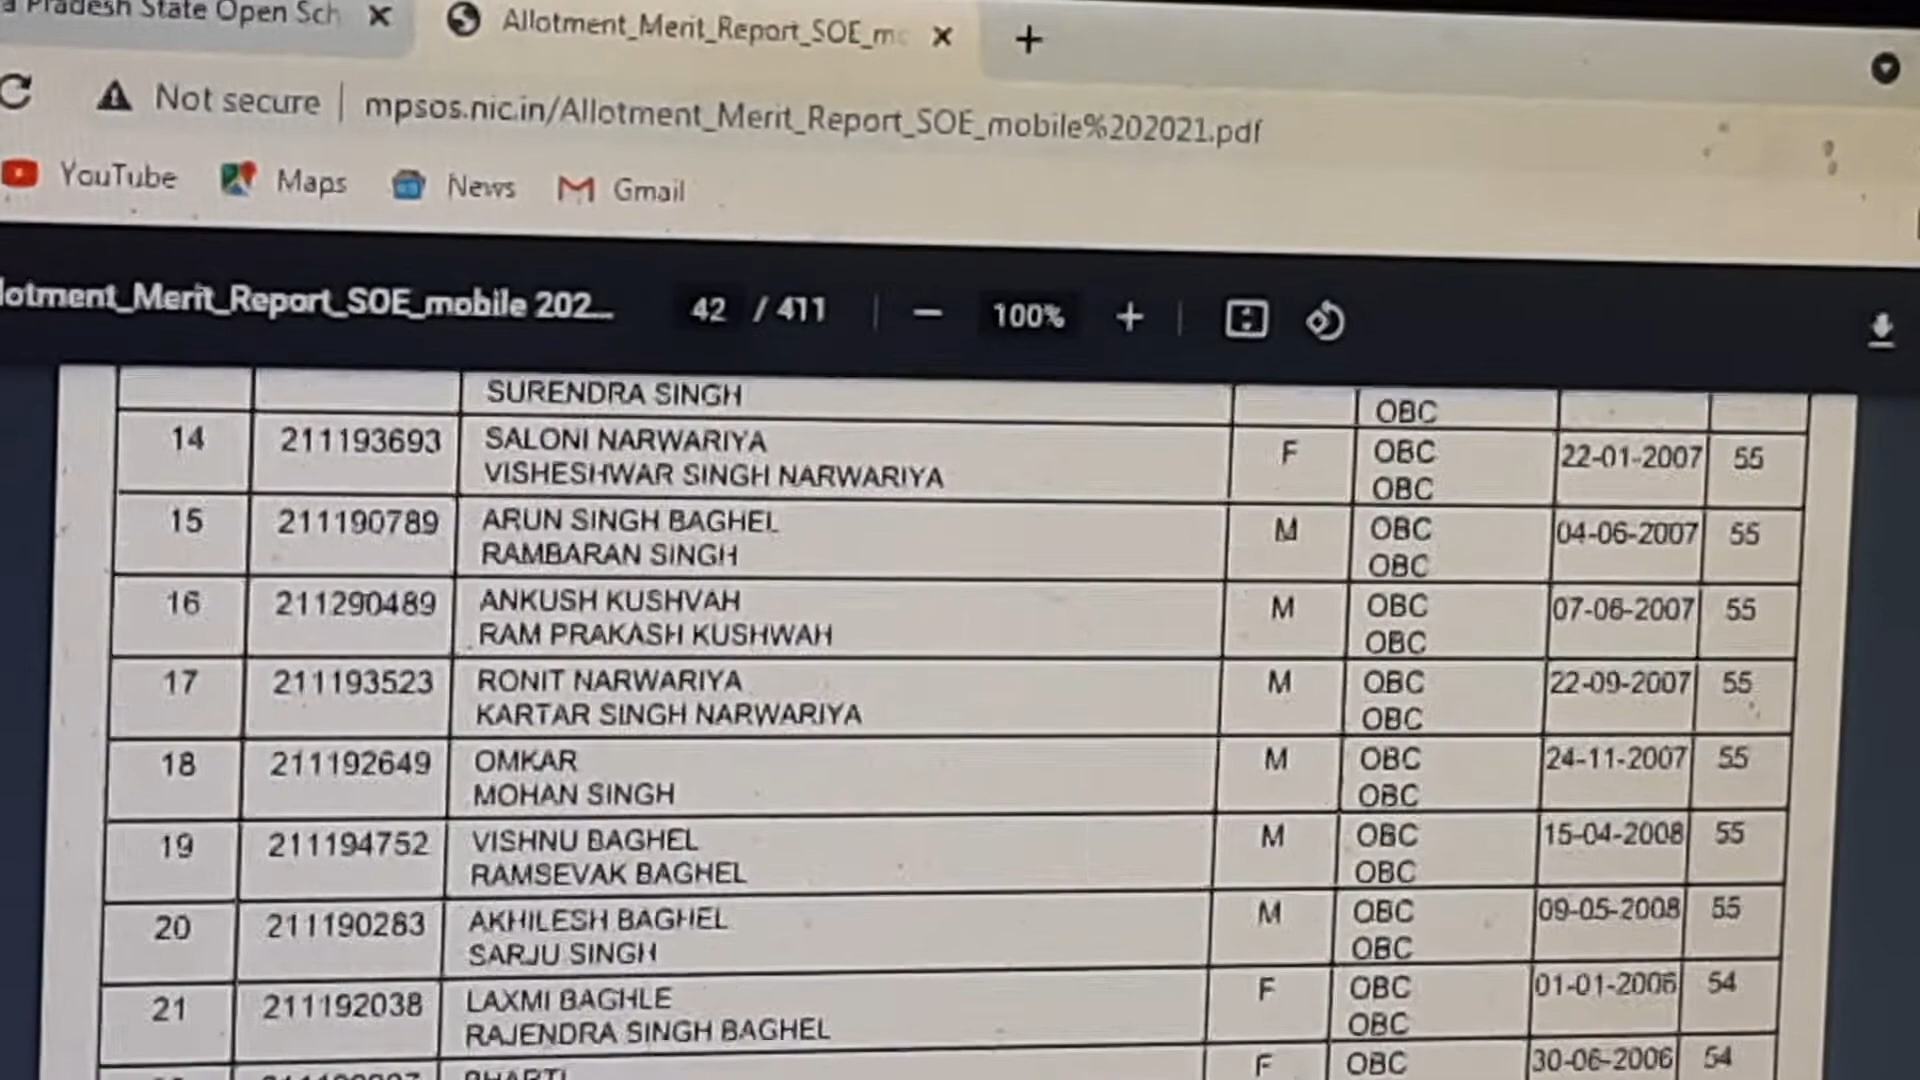 a Pradesh State Open Sch
Allotment_Merit_Report_SOE_mo
Not secure | mpsos.nic.in/Allotment_Merit_Report_SOE_mobile%202021.pdf
YouTube Maps News Gmail
lotment_Merit_Report_SOE_mobile 202... 42 / 411 − 100% +
SURENDRA SINGH OBC
14 211193693 SALONI NARWARIYA F OBC 22-01-2007 55
VISHESHWAR SINGH NARWARIYA OBC
15 211190789 ARUN SINGH BAGHEL M OBC 04-06-2007 55
RAMBARAN SINGH OBC
16 211290489 ANKUSH KUSHVAH M OBC 07-06-2007 55
RAM PRAKASH KUSHWAH OBC
17 211193523 RONIT NARWARIYA M OBC 22-09-2007 55
KARTAR SINGH NARWARIYA OBC
18 211192649 OMKAR M OBC 24-11-2007 55
MOHAN SINGH OBC
19 211194752 VISHNU BAGHEL M OBC 15-04-2008 55
RAMSEVAK BAGHEL OBC
20 211190283 AKHILESH BAGHEL M OBC 09-05-2008 55
SARJU SINGH OBC
21 211192038 LAXMI BAGHLE F OBC 01-01-2006 54
RAJENDRA SINGH BAGHEL OBC
BHARTI F OBC 30-06-2006 54